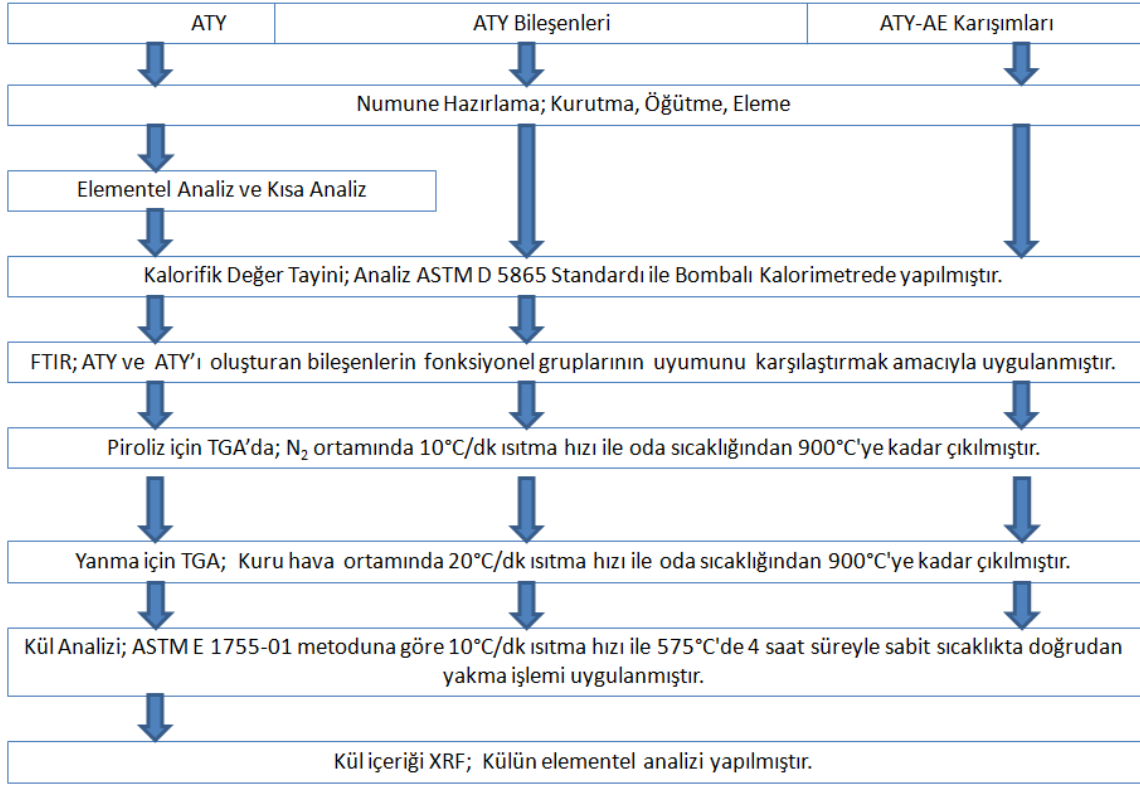 ATY
ATY Bileşenleri
ATY-AE Karışımları
Numune Hazırlama; Kurutma, Öğütme, Eleme
Elementel Analiz ve Kısa Analiz
Kalorifik Değer Tayini; Analiz ASTM D 5865 Standardı ile Bombalı Kalorimetrede yapılmıştır.
FTIR; ATY ve ATY’ı oluşturan bileşenlerin fonksiyonel gruplarının uyumunu karşılaştırmak amacıyla uygulanmıştır.
Piroliz için TGA’da; N₂ ortamında 10°C/dk ısıtma hızı ile oda sıcaklığından 900°C'ye kadar çıkılmıştır.
Yanma için TGA; Kuru hava ortamında 20°C/dk ısıtma hızı ile oda sıcaklığından 900°C'ye kadar çıkılmıştır.
Kül Analizi; ASTM E 1755-01 metoduna göre 10°C/dk ısıtma hızı ile 575°C'de 4 saat süreyle sabit sıcaklıkta doğrudan
yakma işlemi uygulanmıştır.
Kül içeriği XRF; Külün elementel analizi yapılmıştır.